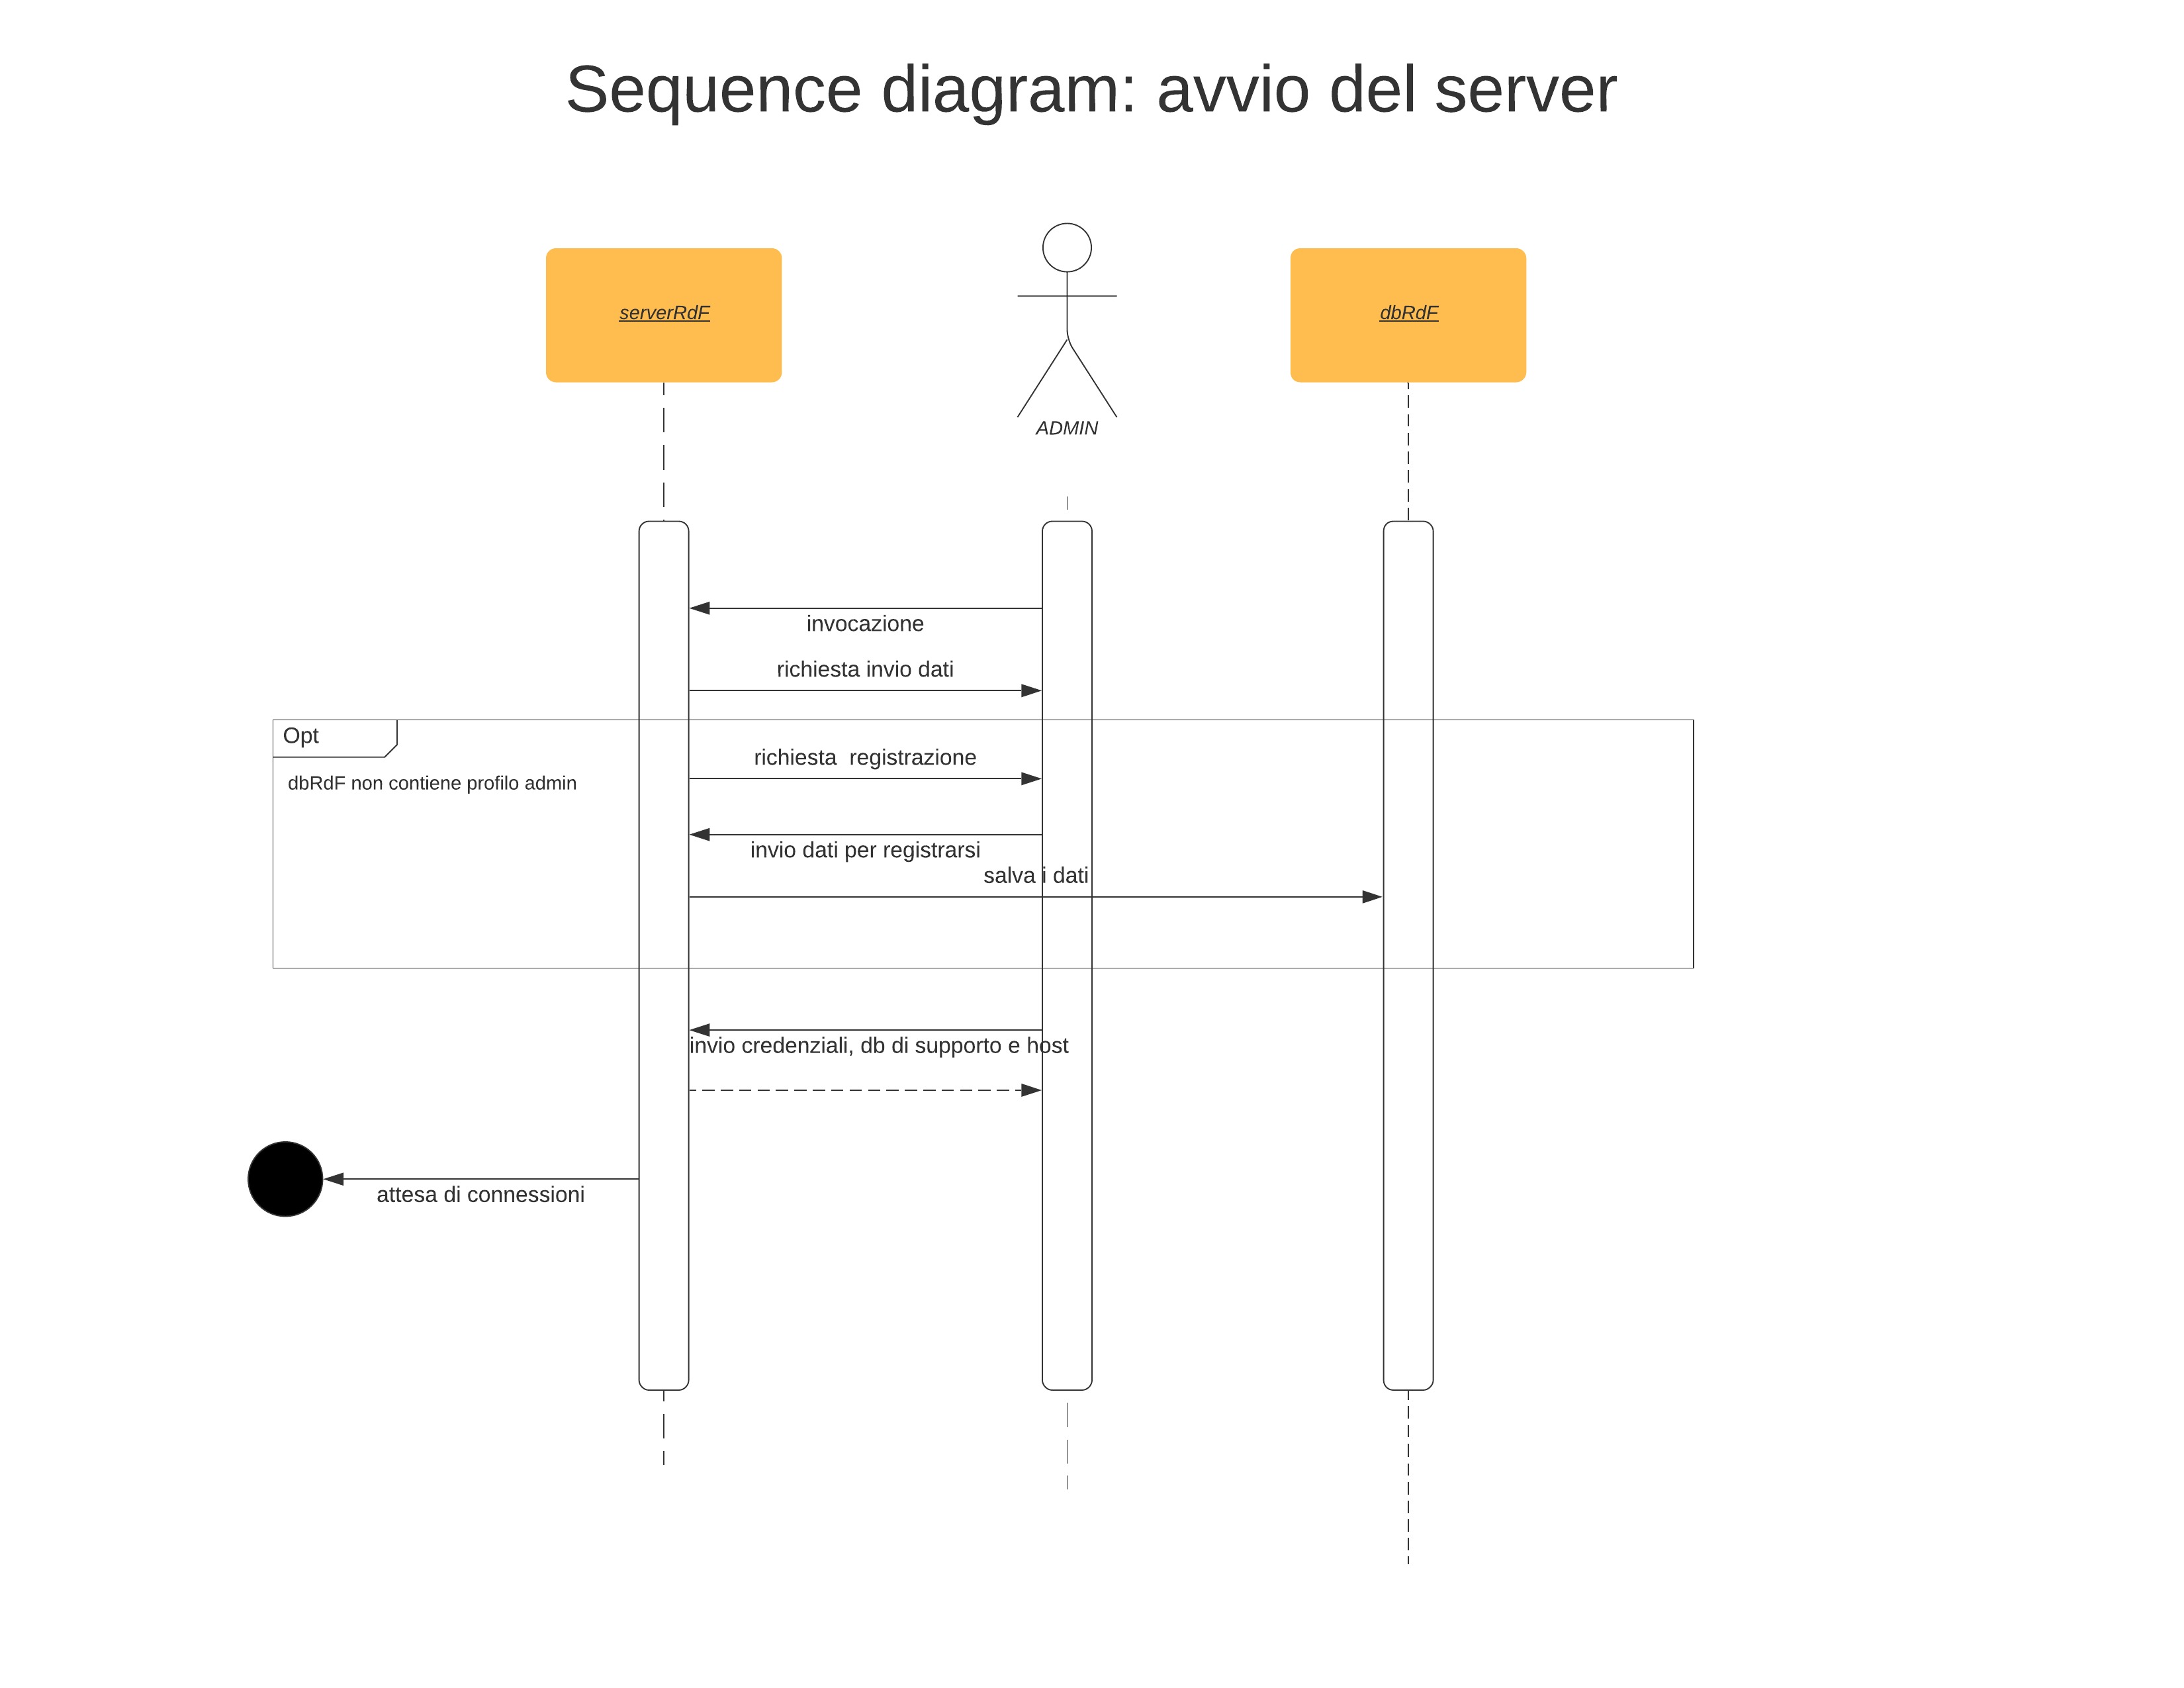 Sequence diagram: avvio del server
serverRdF
dbRdF
ADMIN
invocazione
richiesta invio dati
Opt
richiesta  registrazione
dbRdF non contiene profilo admin
invio dati per registrarsi
salva i dati
invio credenziali, db di supporto e host
attesa di connessioni